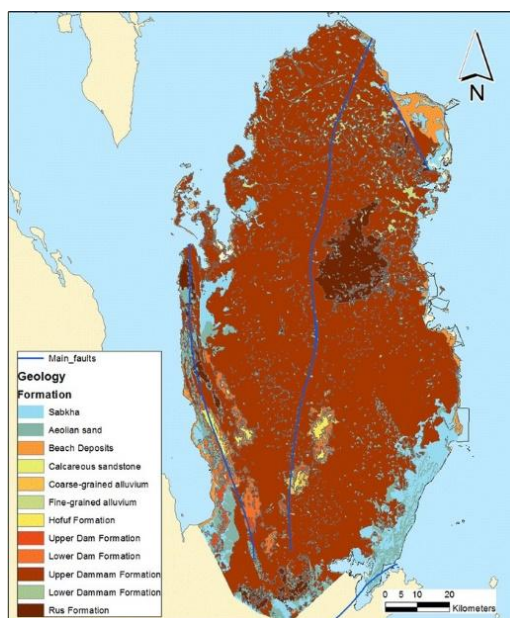 N
Main_faults
Geology
Formation
Sabkha
Aeolian sand
Beach Deposits
Calcareous sandstone
Coarse-grained alluvium
Fine-grained alluvium
Hofuf Formation
Upper Dam Formation
Lower Dam Formation
Upper Dammam Formation
Lower Dammam Formation
Rus Formation
0 5 10 20
Kilometers